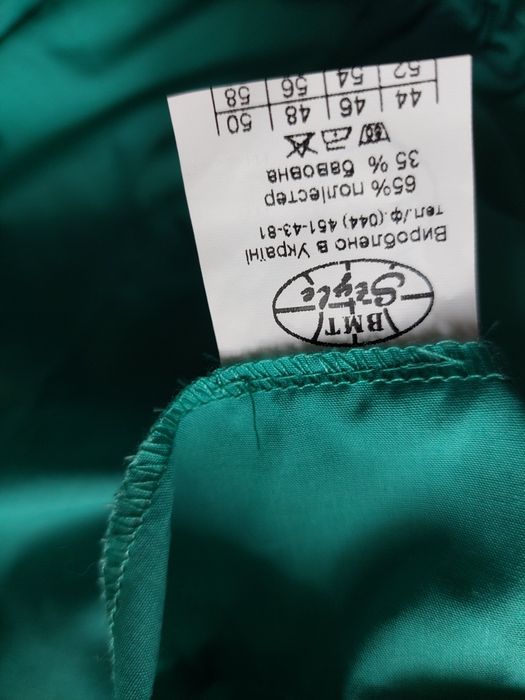 BMT
Style
Вироблено в Україні
тел./ф.(044) 451-43-81
65% поліестер
35 % бавовна
44 46 48 50
52 54 56 58